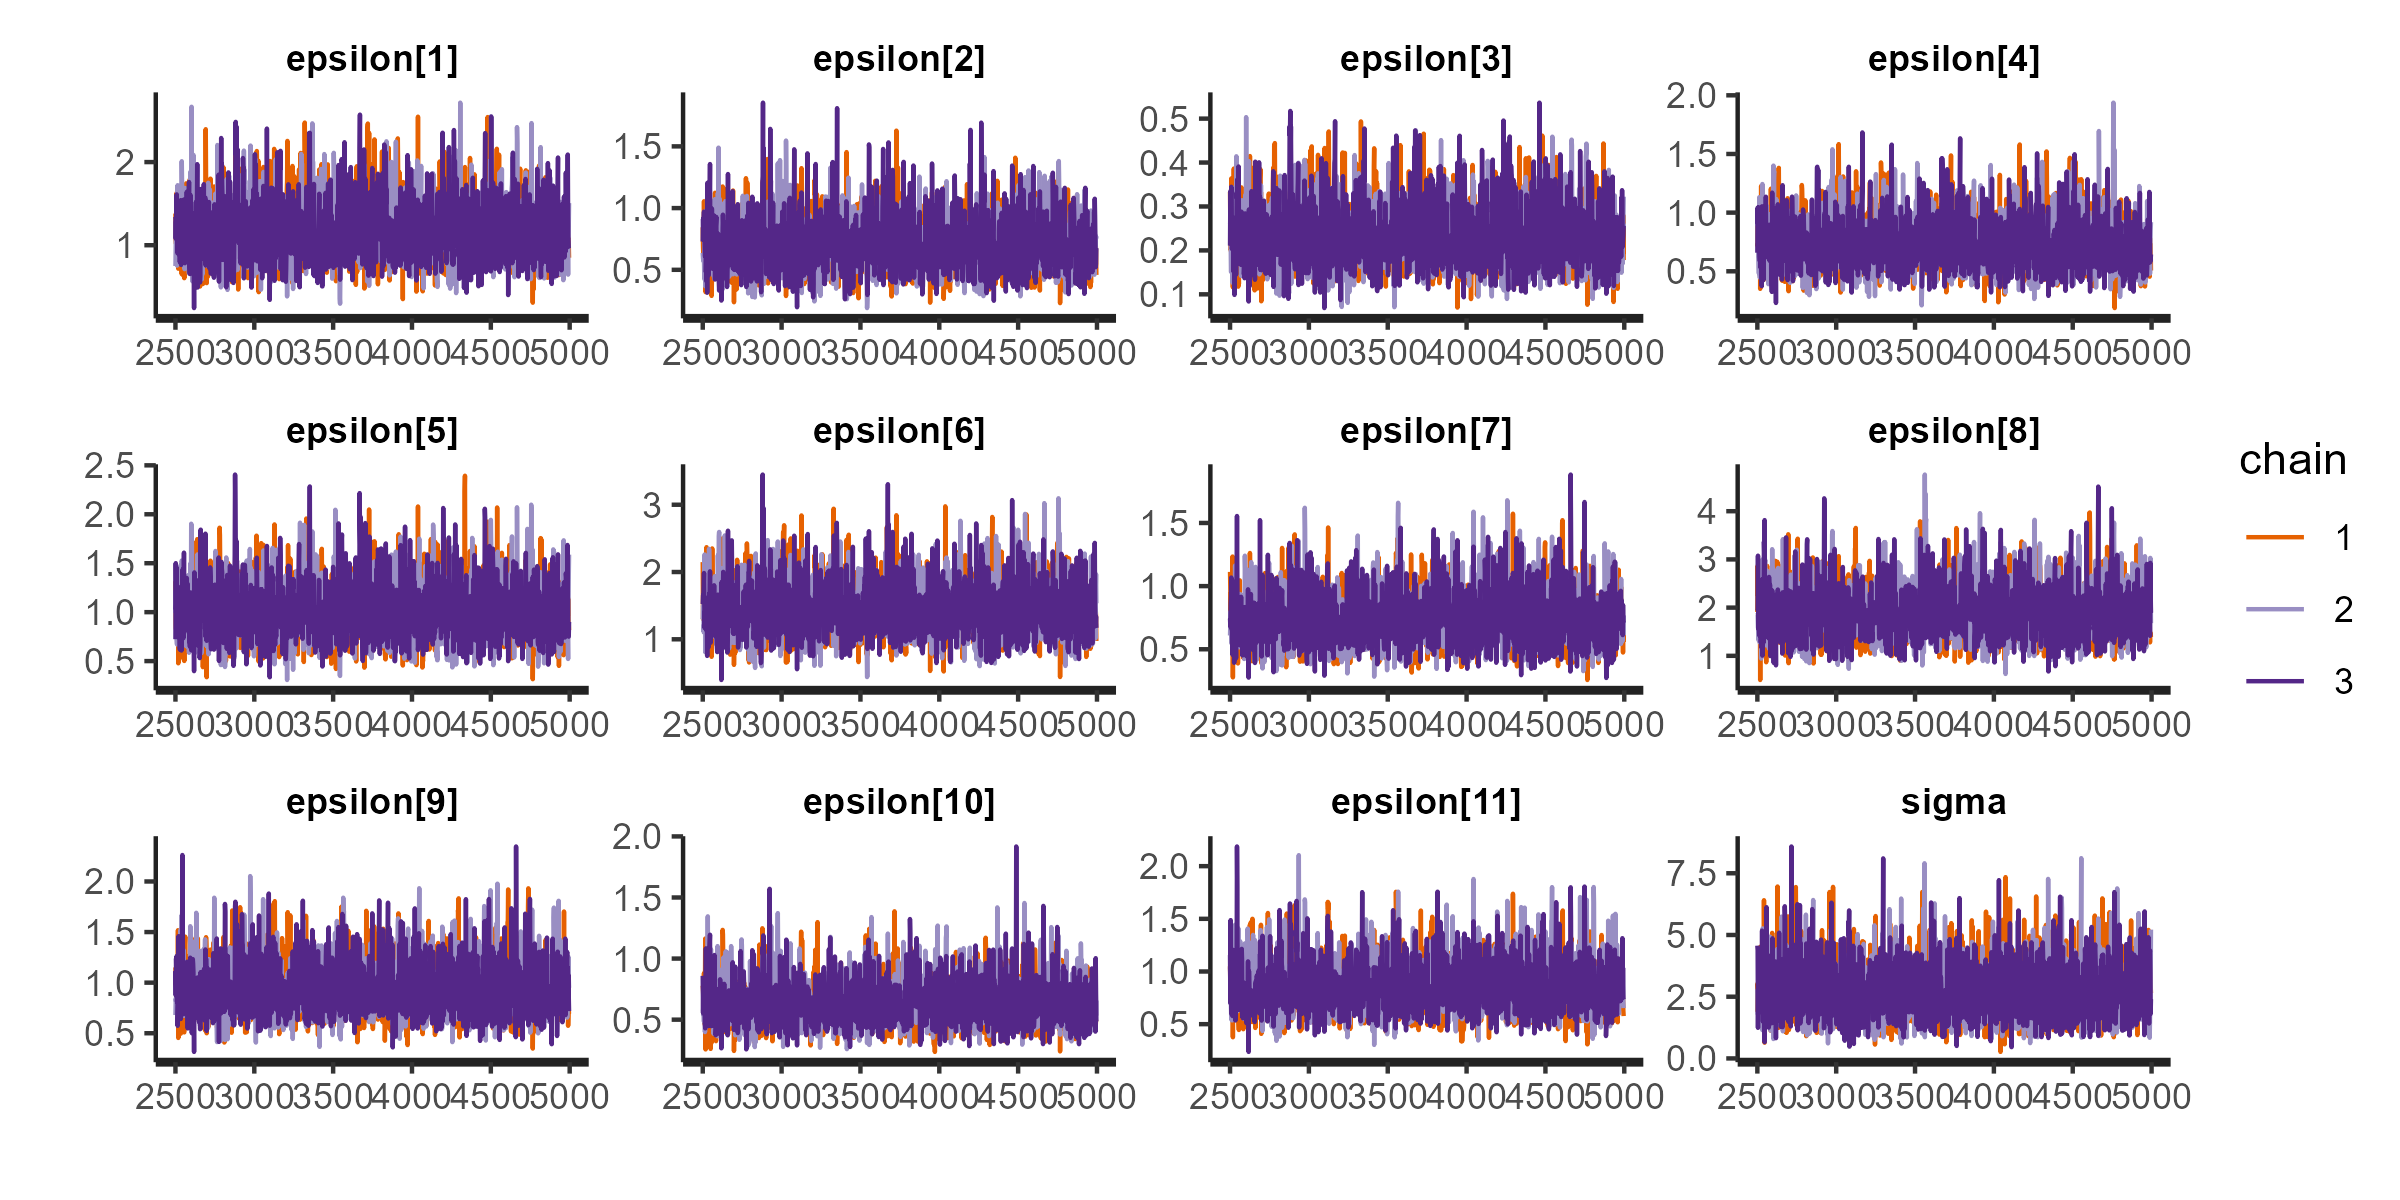 epsilon[1] epsilon[2] epsilon[3] epsilon[4]
2 1
1.5 1.0 0.5
0.5 0.4 0.3 0.2 0.1
2.0 1.5 1.0 0.5
2500 3000 3500 4000 4500 5000
2500 3000 3500 4000 4500 5000
2500 3000 3500 4000 4500 5000
2500 3000 3500 4000 4500 5000
epsilon[5] epsilon[6] epsilon[7] epsilon[8]
2.5 2.0 1.5 1.0 0.5
3 2 1
1.5 1.0 0.5
4 3 2 1
2500 3000 3500 4000 4500 5000
2500 3000 3500 4000 4500 5000
2500 3000 3500 4000 4500 5000
2500 3000 3500 4000 4500 5000
epsilon[9] epsilon[10] epsilon[11] sigma
2.0 1.5 1.0 0.5
2.0 1.5 1.0 0.5
2.0 1.5 1.0 0.5
7.5 5.0 2.5 0.0
2500 3000 3500 4000 4500 5000
2500 3000 3500 4000 4500 5000
2500 3000 3500 4000 4500 5000
2500 3000 3500 4000 4500 5000
chain
1
2
3